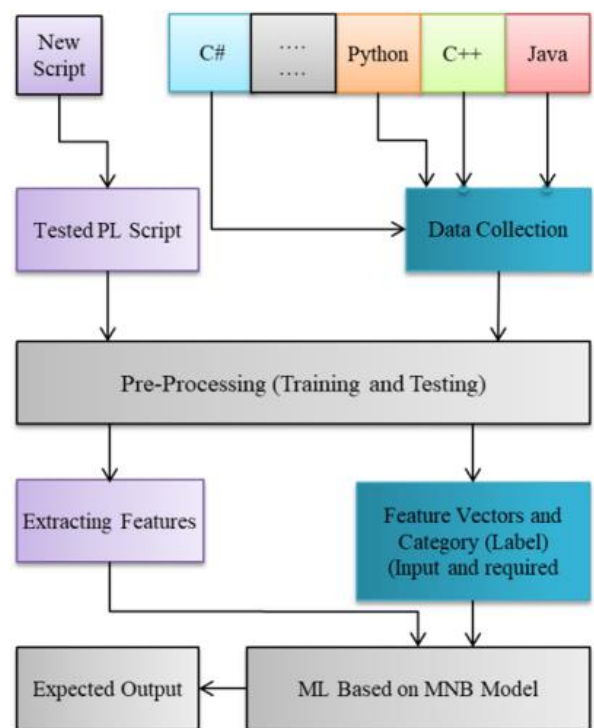 New
Script
C#
....
....
Python
C++
Java
Tested PL Script
Data Collection
Pre-Processing (Training and Testing)
Extracting Features
Feature Vectors and
Category (Label)
(Input and required
Expected Output
ML Based on MNB Model